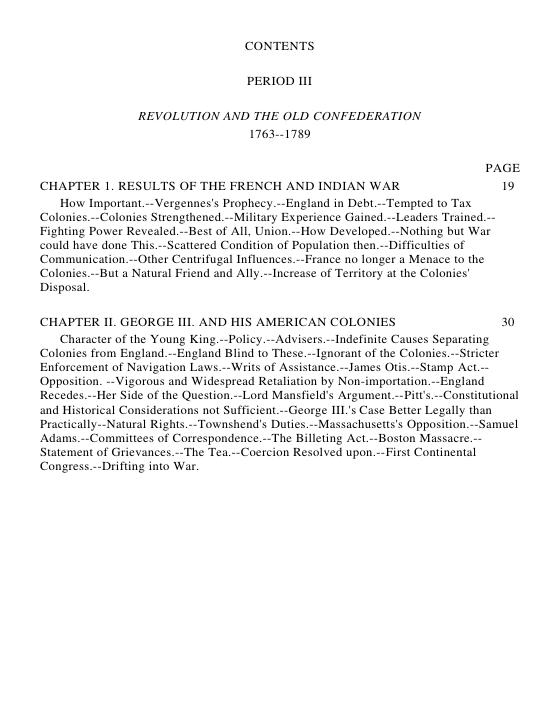 CONTENTS
PERIOD III
REVOLUTION AND THE OLD CONFEDERATION
1763--1789
PAGE
CHAPTER 1. RESULTS OF THE FRENCH AND INDIAN WAR 19
How Important.--Vergennes's Prophecy.--England in Debt.--Tempted to Tax
Colonies.--Colonies Strengthened.--Military Experience Gained.--Leaders Trained.--
Fighting Power Revealed.--Best of All, Union.--How Developed.--Nothing but War
could have done This.--Scattered Condition of Population then.--Difficulties of
Communication.--Other Centrifugal Influences.--France no longer a Menace to the
Colonies.--But a Natural Friend and Ally.--Increase of Territory at the Colonies'
Disposal.
CHAPTER II. GEORGE III. AND HIS AMERICAN COLONIES 30
Character of the Young King.--Policy.--Advisers.--Indefinite Causes Separating
Colonies from England.--England Blind to These.--Ignorant of the Colonies.--Stricter
Enforcement of Navigation Laws.--Writs of Assistance.--James Otis.--Stamp Act.--
Opposition. --Vigorous and Widespread Retaliation by Non-importation.--England
Recedes.--Her Side of the Question.--Lord Mansfield's Argument.--Pitt's.--Constitutional
and Historical Considerations not Sufficient.--George III.'s Case Better Legally than
Practically--Natural Rights.--Townshend's Duties.--Massachusetts's Opposition.--Samuel
Adams.--Committees of Correspondence.--The Billeting Act.--Boston Massacre.--
Statement of Grievances.--The Tea.--Coercion Resolved upon.--First Continental
Congress.--Drifting into War.